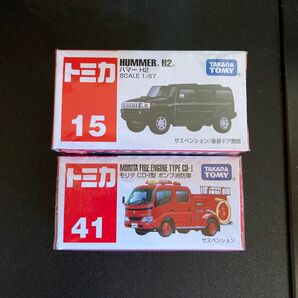 トミカ
HUMMER® H2®
ハマー H2
SCALE 1/67
TAKARA TOMY
15
サスペンション/後部ドア開閉
トミカ
MORITA FIRE ENGINE TYPE CD-I
モリタ CD-I型 ポンプ消防車
TAKARA TOMY
41
サスペンション